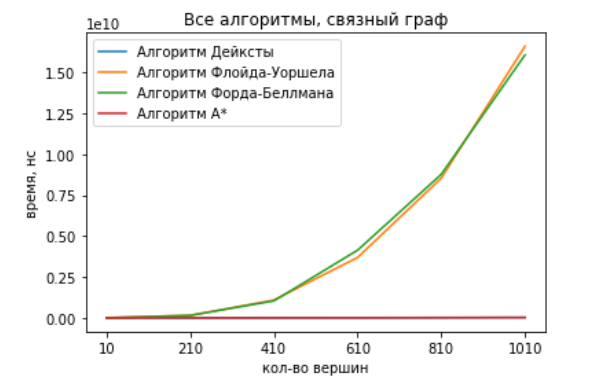 Все алгоритмы, связный граф
1e10
Алгоритм Дейксты
Алгоритм Флойда-Уоршела
Алгоритм Форда-Беллмана
Алгоритм A*
1.50
1.25
1.00
0.75
0.50
0.25
0.00
время, нс
10 210 410 610 810 1010
кол-во вершин